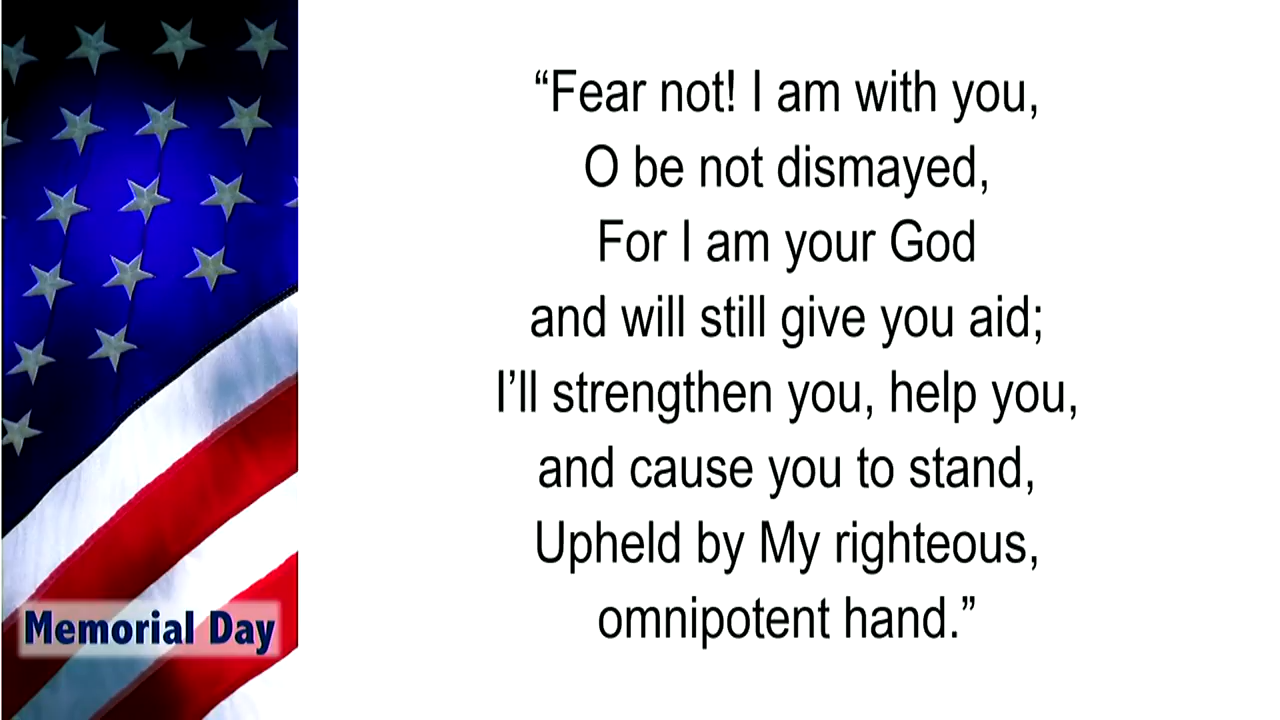 “Fear not! I am with you,
O be not dismayed,
For I am your God
and will still give you aid;
I’ll strengthen you, help you,
and cause you to stand,
Upheld by My righteous,
omnipotent hand.”
Memorial Day